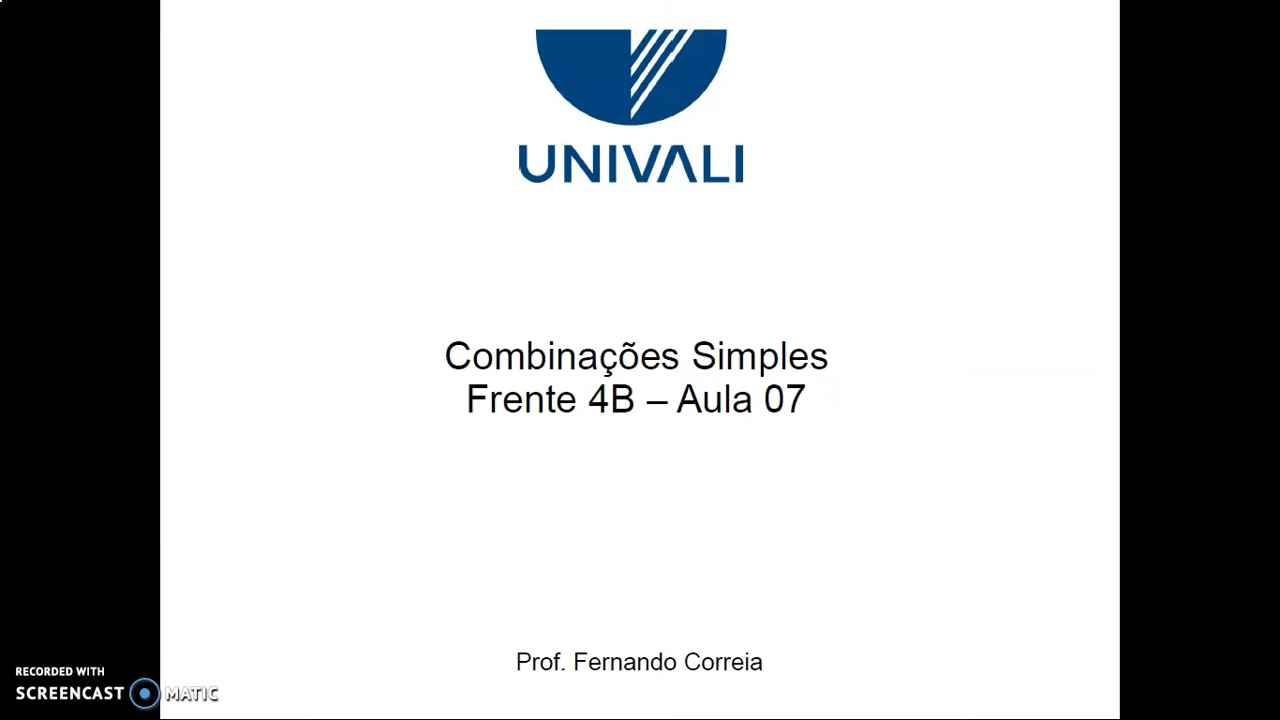 UNIVALI
Combinações Simples
Frente 4B – Aula 07
Prof. Fernando Correia
RECORDED WITH
SCREENCAST MATIC